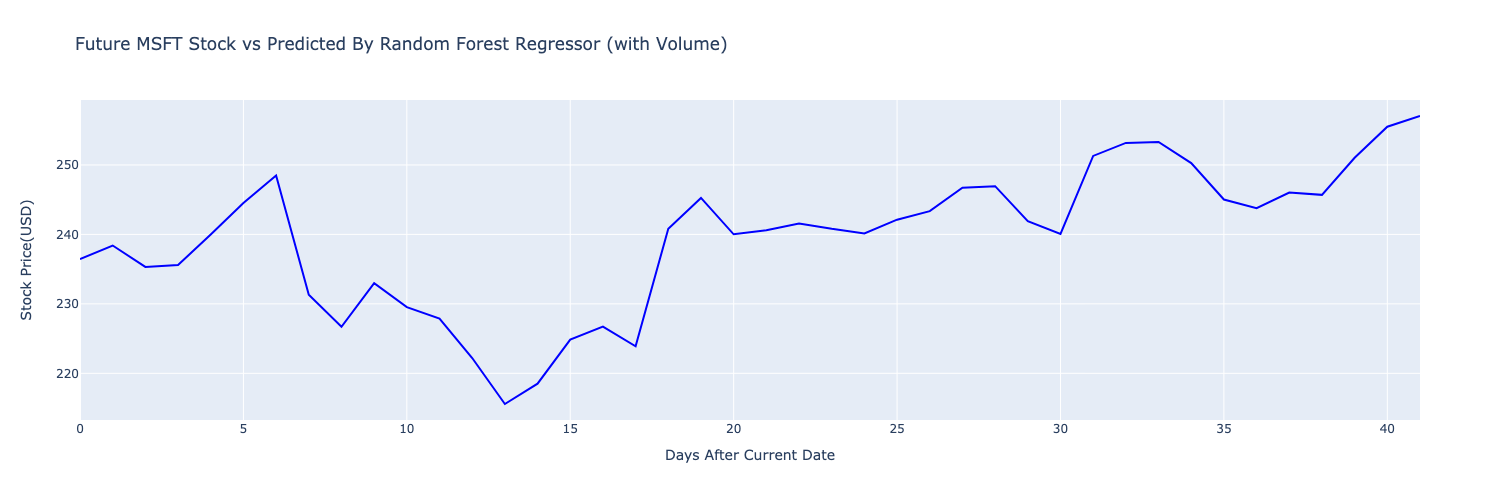 Future MSFT Stock vs Predicted By Random Forest Regressor (with Volume)
Stock Price(USD)
250
240
230
220
0 5 10 15 20 25 30 35 40
Days After Current Date